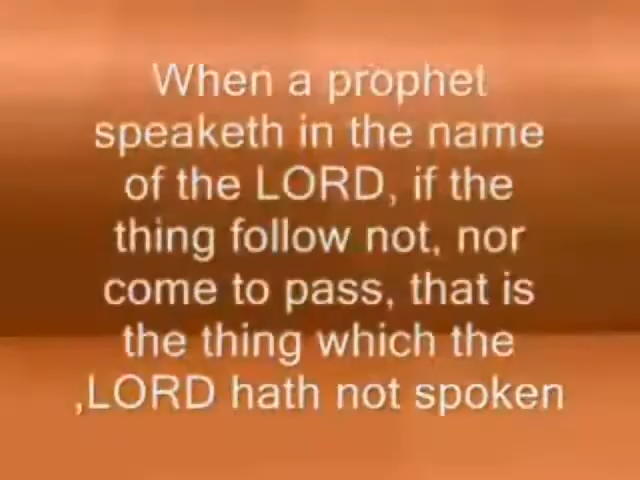 When a prophet
speaketh in the name
of the LORD, if the
thing follow not, nor
come to pass, that is
the thing which the
,LORD hath not spoken